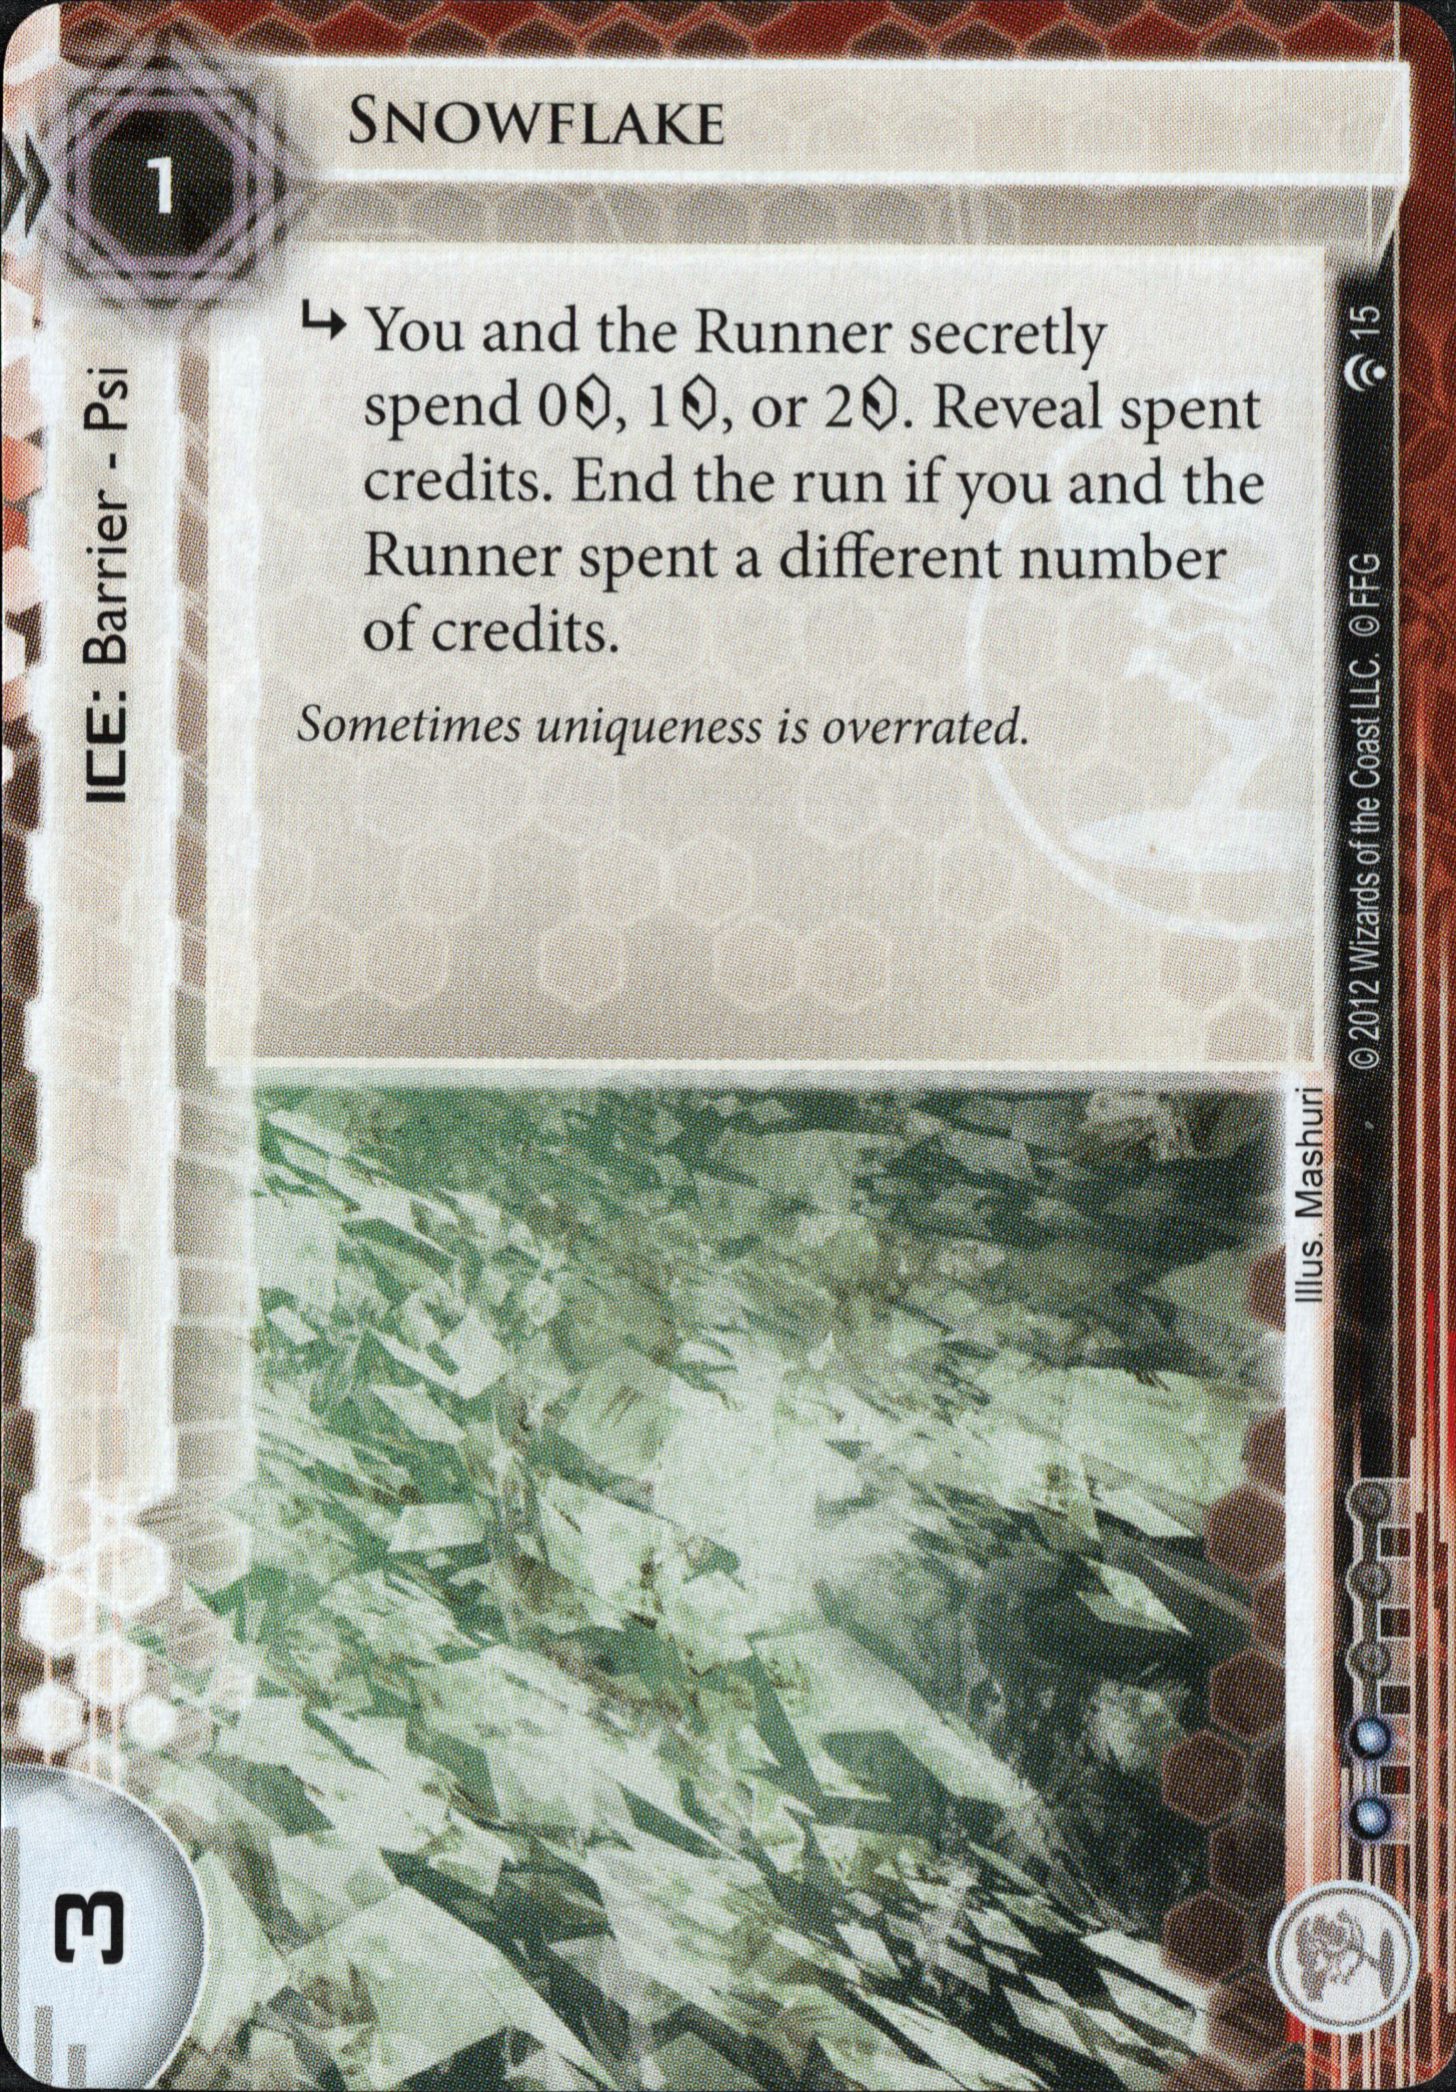 SNOWFLAKE
1
↳ You and the Runner secretly
spend 0, 1, or 2. Reveal spent
credits. End the run if you and the
Runner spent a different number
of credits.
Sometimes uniqueness is overrated.
ICE: Barrier - Psi
3
Illus. Mashuri
© 2012 Wizards of the Coast LLC. © FFG
15